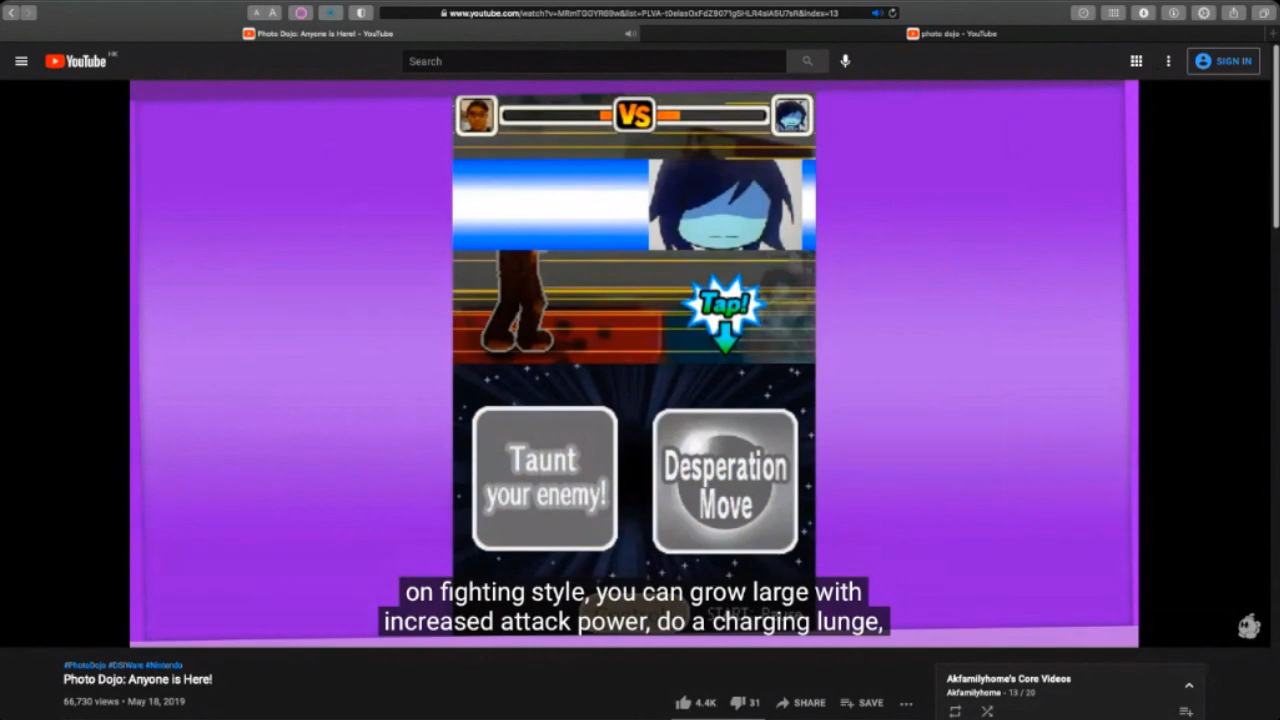 A A
www.youtube.com/watch?v=
Photo Dojo: Anyone is Here! - YouTube
photo dojo - YouTube
YouTube HK
Search
SIGN IN
VS
Tap!
Taunt
your enemy!
Desperation
Move
on fighting style, you can grow large with
increased attack power, do a charging lunge,
#PhotoDojo #DSiWare #Nintendo
Photo Dojo: Anyone is Here!
66,730 views • May 18, 2019
4.4K
31
SHARE
SAVE
Akfamilyhome's Core Videos
Akfamilyhome - 13 / 20